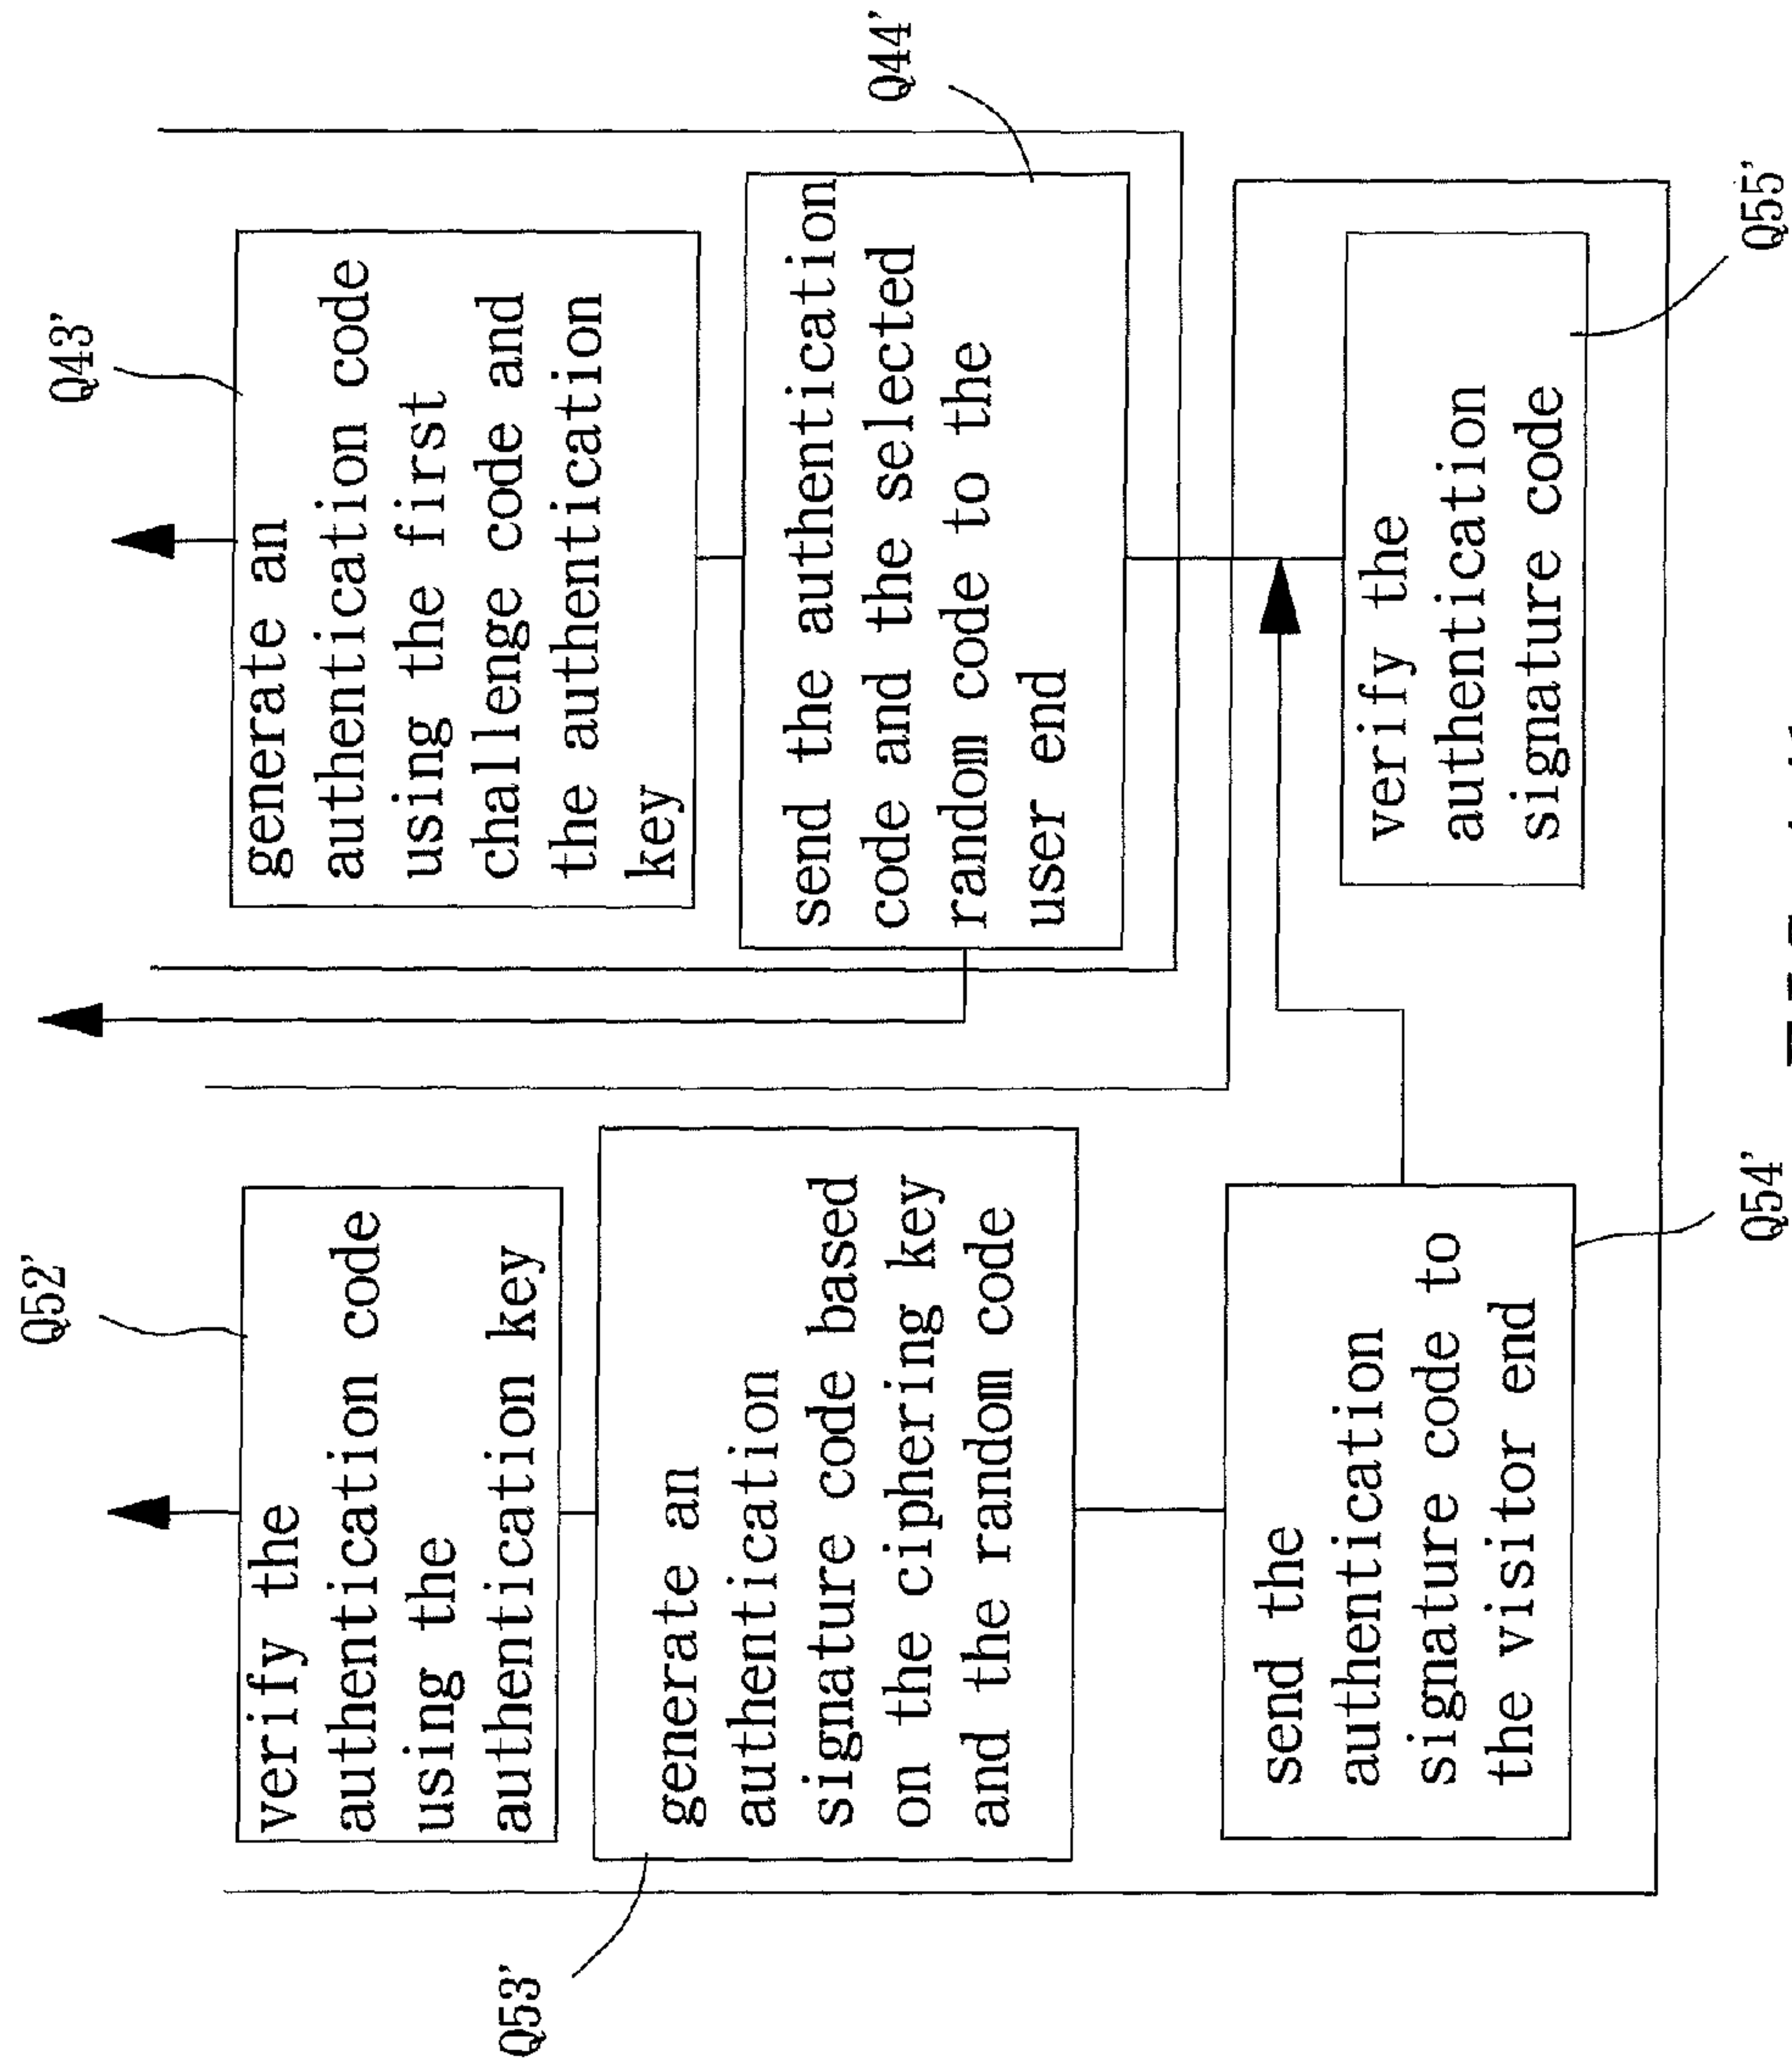 Q52'
verify the
authentication code
using the
authentication key
Q53'
generate an
authentication
signature code based
on the ciphering key
and the random code
send the
authentication
signature code to
the visitor end
Q54'
Q43'
generate an
authentication code
using the first
challenge code and
the authentication
key
Q44'
send the authentication
code and the selected
random code to the
user end
verify the
authentication
signature code
Q55'